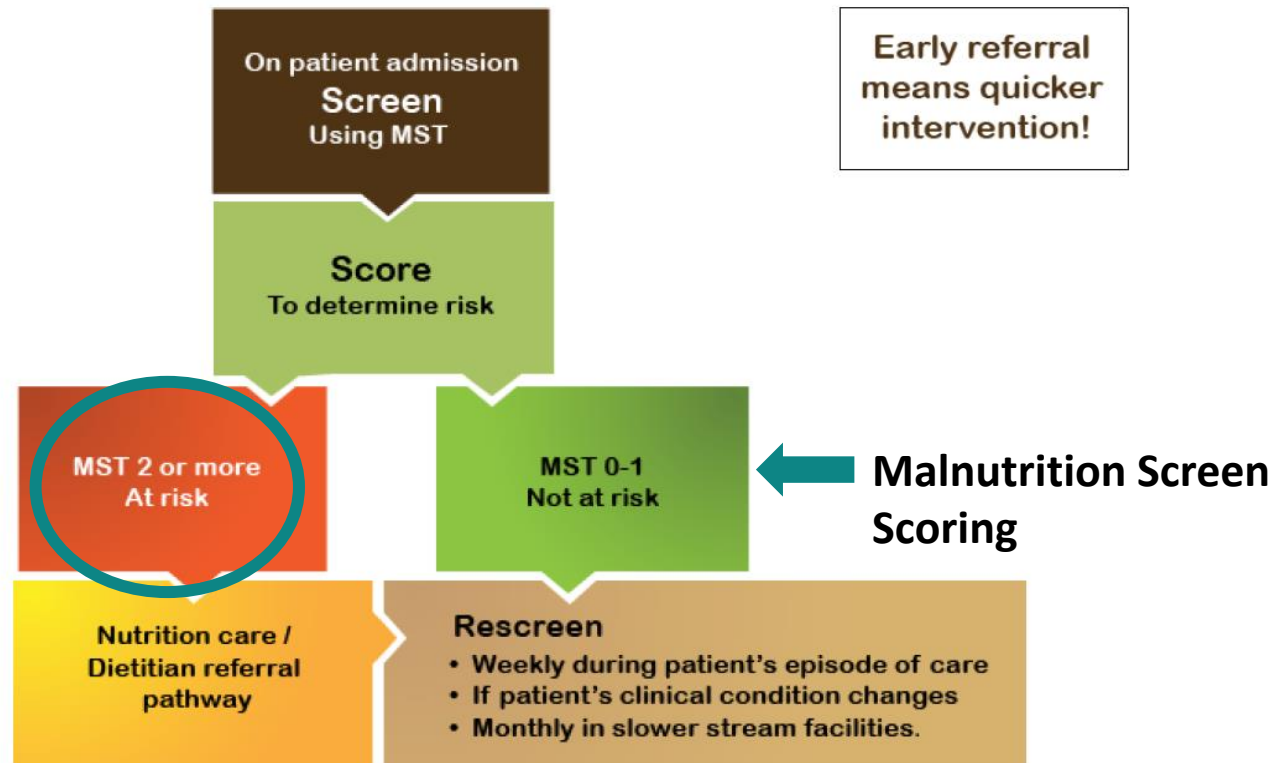 On patient admission
Screen
Using MST
Early referral
means quicker
intervention!
Score
To determine risk
MST 2 or more
At risk
MST 0-1
Not at risk
Malnutrition Screen
Scoring
Nutrition care /
Dietitian referral
pathway
Rescreen
• Weekly during patient's episode of care
• If patient's clinical condition changes
• Monthly in slower stream facilities.